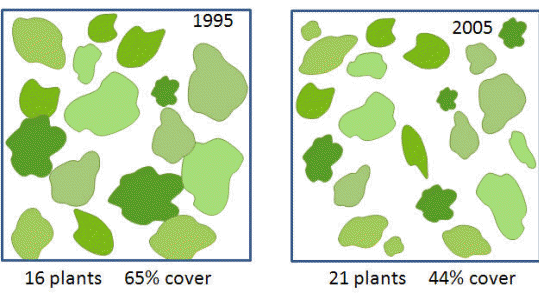 1995
2005
16 plants 65% cover
21 plants 44% cover